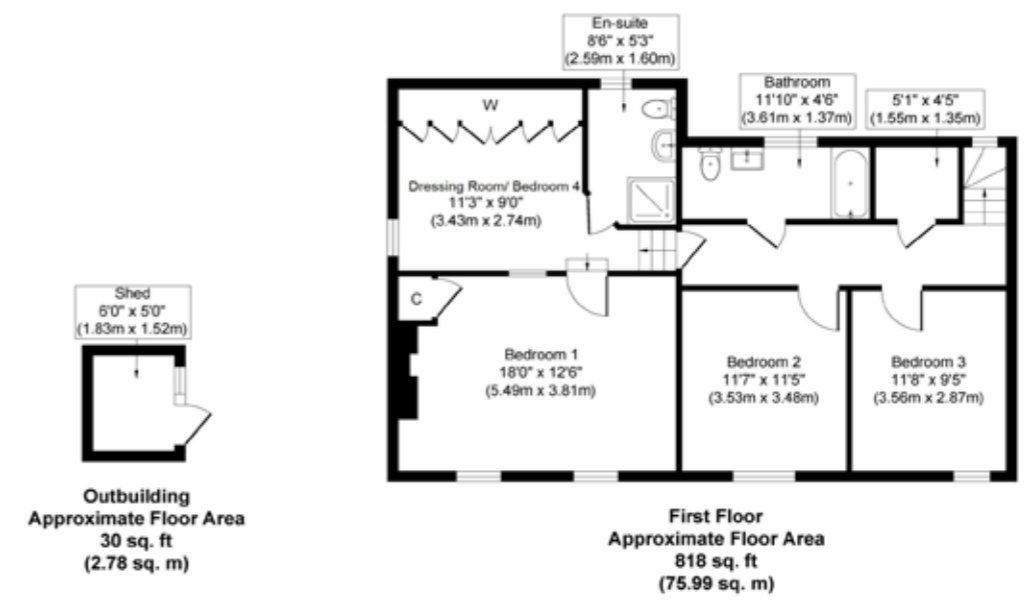 En-suite
8'6" x 5'3"
(2.59m x 1.60m)
Bathroom
11'10" x 4'6"
(3.61m x 1.37m)
5'1" x 4'5"
(1.55m x 1.35m)
W
Dressing Room/ Bedroom 4
11'3" x 9'0"
(3.43m x 2.74m)
C
Shed
6'0" x 5'0"
(1.83m x 1.52m)
Bedroom 1
18'0" x 12'6"
(5.49m x 3.81m)
Bedroom 2
11'7" x 11'5"
(3.53m x 3.48m)
Bedroom 3
11'8" x 9'5"
(3.56m x 2.87m)
Outbuilding
Approximate Floor Area
30 sq. ft
(2.78 sq. m)
First Floor
Approximate Floor Area
818 sq. ft
(75.99 sq. m)